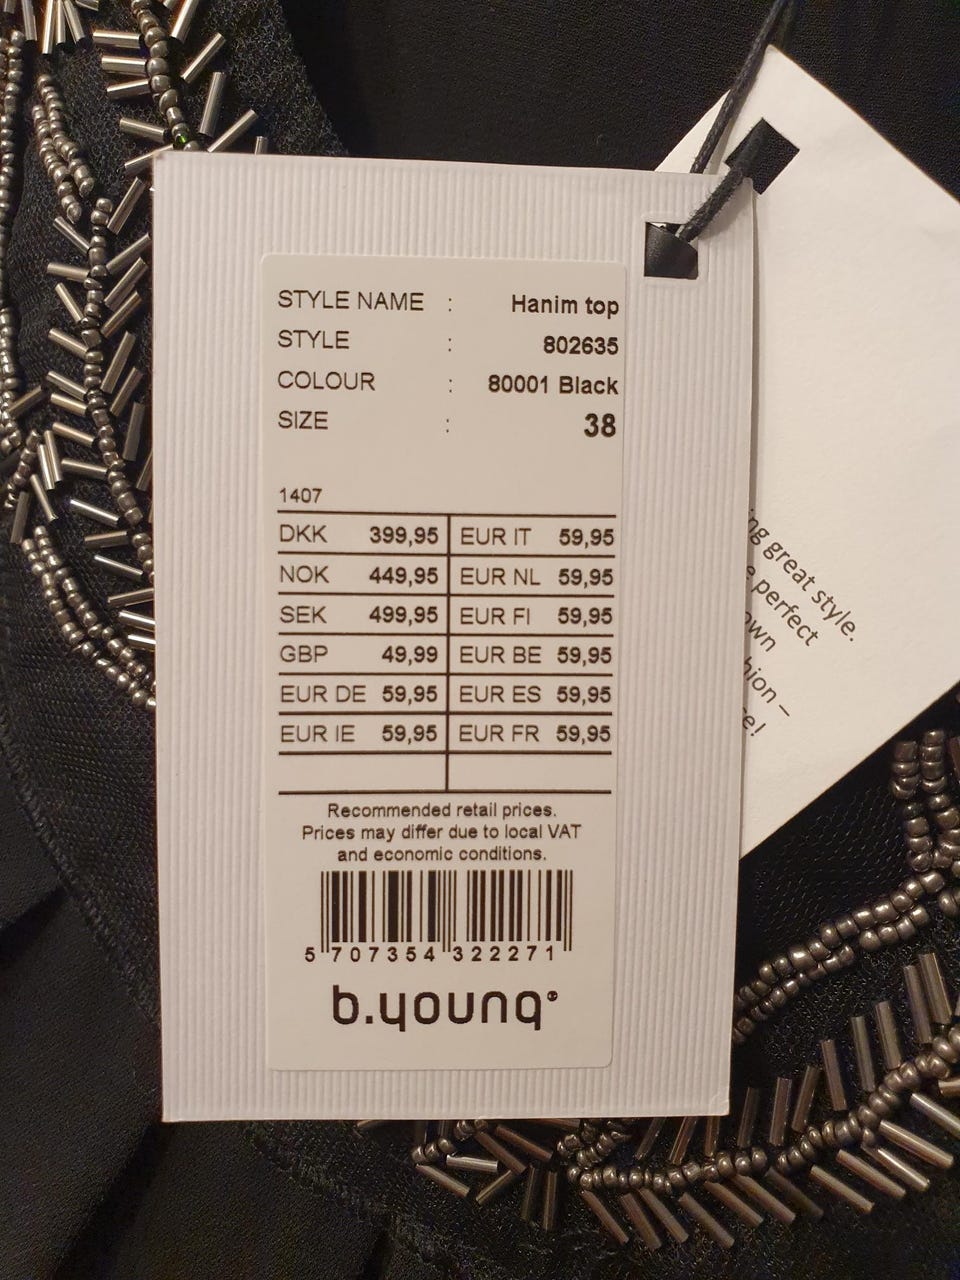 STYLE NAME : Hanim top
STYLE : 802635
COLOUR : 80001 Black
SIZE : 38
1407
DKK 399,95 EUR IT 59,95
NOK 449,95 EUR NL 59,95
SEK 499,95 EUR FI 59,95
GBP 49,99 EUR BE 59,95
EUR DE 59,95 EUR ES 59,95
EUR IE 59,95 EUR FR 59,95
Recommended retail prices.
Prices may differ due to local VAT
and economic conditions.
5 707354 322271
b.young
great style.
perfect